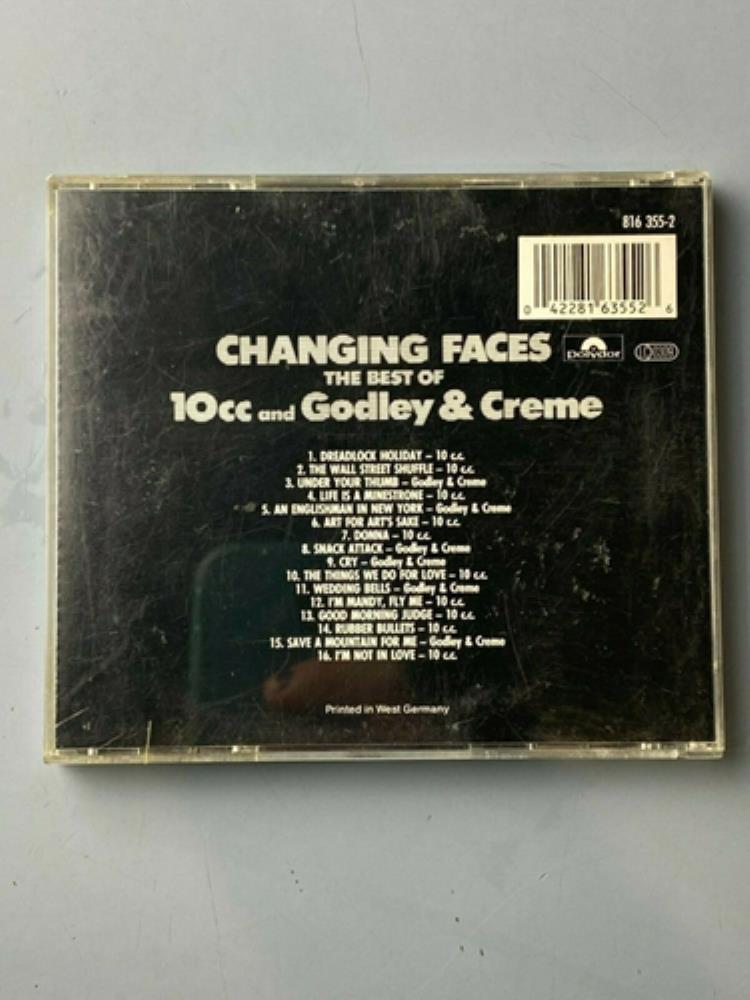 816 355-2
0 42281 63552 6
CHANGING FACES
polydor
THE BEST OF
10cc and Godley & Creme
1. DREADLOCK HOLIDAY – 10 c.c.
2. THE WALL STREET SHUFFLE – 10 c.c.
3. UNDER YOUR THUMB – Godley & Creme
4. LIFE IS A MINESTRONE – 10 c.c.
5. AN ENGLISHMAN IN NEW YORK – Godley & Creme
6. ART FOR ART'S SAKE – 10 c.c.
7. DONNA – 10 c.c.
8. SNACK ATTACK – Godley & Creme
9. CRY – Godley & Creme
10. THE THINGS WE DO FOR LOVE – 10 c.c.
11. WEDDING BELLS – Godley & Creme
12. I'M MANDY, FLY ME – 10 c.c.
13. GOOD MORNING JUDGE – 10 c.c.
14. RUBBER BULLETS – 10 c.c.
15. SAVE A MOUNTAIN FOR ME – Godley & Creme
16. I'M NOT IN LOVE – 10 c.c.
Printed in West Germany